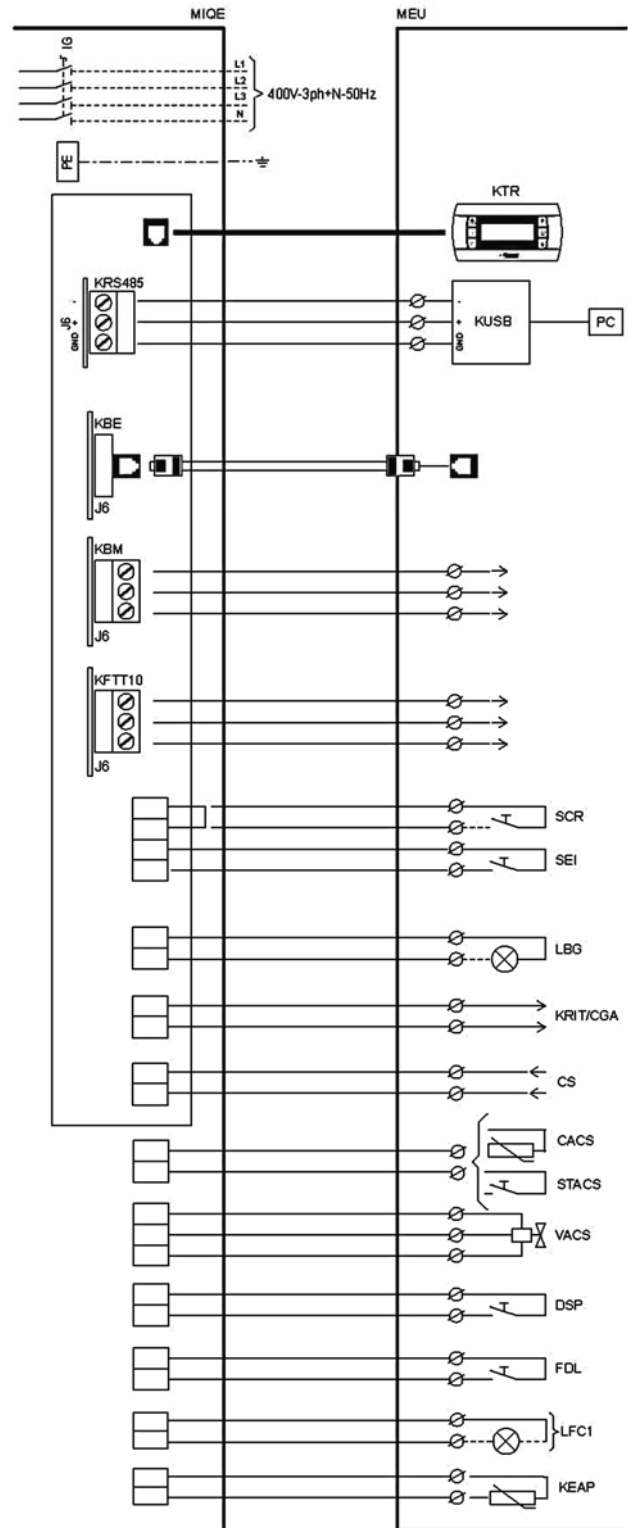 MIQE
MEU
IG
L1
L2
L3
N
400V-3ph+N-50Hz
PE
KTR
KRS485
J6
-
+
GND
-
+
GND
KUSB
PC
KBE
J6
KBM
J6
KFTT10
J6
SCR
SEI
LBG
KRIT/CGA
CS
CACS
STACS
VACS
DSP
FDL
LFC1
KEAP